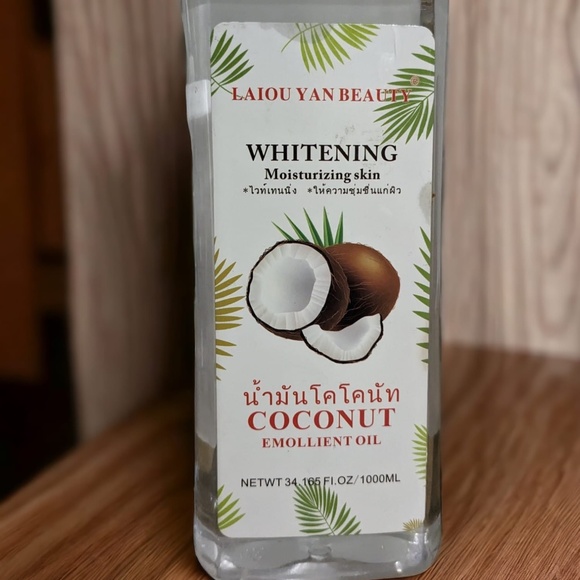 LAIOU YAN BEAUTY®
WHITENING
Moisturizing skin
*ไวท์เทนนิ่ง *ให้ความชุ่มชื่นแก่ผิว
น้ำมันโคโคนัท
COCONUT
EMOLLIENT OIL
NETWT 34.165 FI.OZ/1000ML